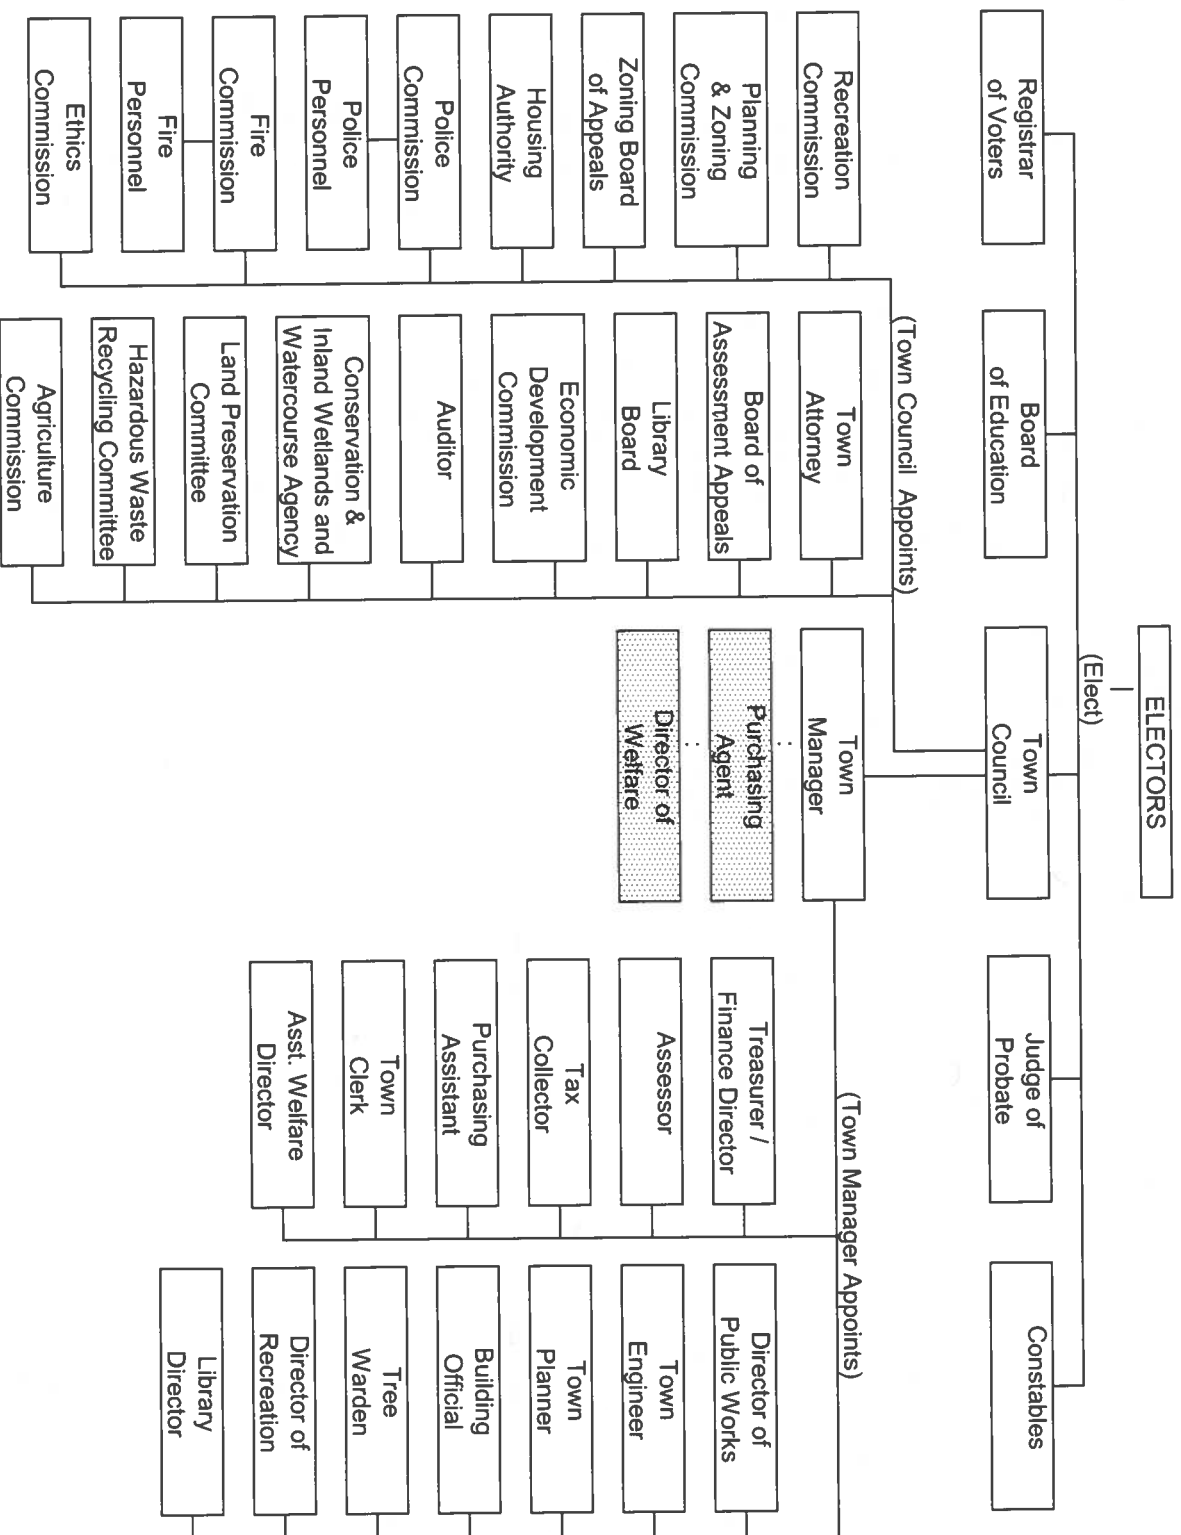 ELECTORS
(Elect)
Registrar
of Voters
Board
of Education
Town
Council
Judge of
Probate
Constables
(Town Council Appoints)
(Town Manager Appoints)
Recreation
Commission
Planning
& Zoning
Commission
Zoning Board
of Appeals
Housing
Authority
Police
Commission
Police
Personnel
Fire
Commission
Fire
Personnel
Ethics
Commission
Town
Attorney
Board of
Assessment Appeals
Library
Board
Economic
Development
Commission
Auditor
Conservation &
Inland Wetlands and
Watercourse Agency
Land Preservation
Committee
Hazardous Waste
Recycling Committee
Agriculture
Commission
Town
Manager
Purchasing
Agent
Director of
Welfare
Treasurer /
Finance Director
Assessor
Tax
Collector
Purchasing
Assistant
Town
Clerk
Asst. Welfare
Director
Director of
Public Works
Town
Engineer
Town
Planner
Building
Official
Tree
Warden
Director of
Recreation
Library
Director